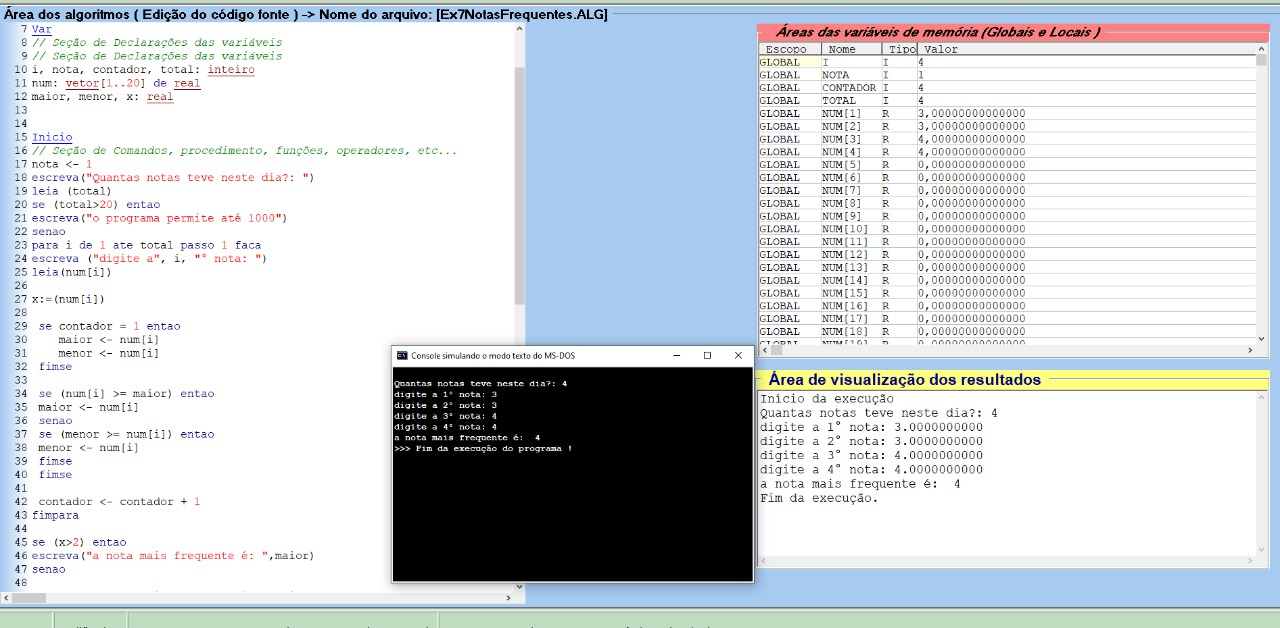 Área dos algoritmos ( Edição do código fonte ) -> Nome do arquivo: [Ex7NotasFrequentes.ALG]
7 Var
8 // Seção de Declarações das variáveis
9 // Seção de Declarações das variáveis
10 i, nota, contador, total: inteiro
11 num: vetor[1..20] de real
12 maior, menor, x: real
13
14
15 Inicio
16 // Seção de Comandos, procedimento, funções, operadores, etc...
17 nota <- 1
18 escreva("Quantas notas teve neste dia?: ")
19 leia (total)
20 se (total>20) entao
21 escreva("o programa permite até 1000")
22 senao
23 para i de 1 ate total passo 1 faca
24 escreva ("digite a", i, "° nota: ")
25 leia(num[i])
26
27 x:=(num[i])
28
29 se contador = 1 entao
30 maior <- num[i]
31 menor <- num[i]
32 fimse
33
34 se (num[i] >= maior) entao
35 maior <- num[i]
36 senao
37 se (menor >= num[i]) entao
38 menor <- num[i]
39 fimse
40 fimse
41
42 contador <- contador + 1
43 fimpara
44
45 se (x>2) entao
46 escreva("a nota mais frequente é: ",maior)
47 senao
48
Áreas das variáveis de memória (Globais e Locais )
Escopo Nome Tipo Valor
GLOBAL I I 4
GLOBAL NOTA I 1
GLOBAL CONTADOR I 4
GLOBAL TOTAL I 4
GLOBAL NUM[1] R 3,00000000000000
GLOBAL NUM[2] R 3,00000000000000
GLOBAL NUM[3] R 4,00000000000000
GLOBAL NUM[4] R 4,00000000000000
GLOBAL NUM[5] R 0,00000000000000
GLOBAL NUM[6] R 0,00000000000000
GLOBAL NUM[7] R 0,00000000000000
GLOBAL NUM[8] R 0,00000000000000
GLOBAL NUM[9] R 0,00000000000000
GLOBAL NUM[10] R 0,00000000000000
GLOBAL NUM[11] R 0,00000000000000
GLOBAL NUM[12] R 0,00000000000000
GLOBAL NUM[13] R 0,00000000000000
GLOBAL NUM[14] R 0,00000000000000
GLOBAL NUM[15] R 0,00000000000000
GLOBAL NUM[16] R 0,00000000000000
GLOBAL NUM[17] R 0,00000000000000
GLOBAL NUM[18] R 0,00000000000000
GLOBAL NUM[19] R 0,00000000000000
Console simulando o modo texto do MS-DOS
Quantas notas teve neste dia?: 4
digite a 1° nota: 3
digite a 2° nota: 3
digite a 3° nota: 4
digite a 4° nota: 4
a nota mais frequente é: 4
>>> Fim da execução do programa !
Área de visualização dos resultados
Início da execução
Quantas notas teve neste dia?: 4
digite a 1° nota: 3.0000000000
digite a 2° nota: 3.0000000000
digite a 3° nota: 4.0000000000
digite a 4° nota: 4.0000000000
a nota mais frequente é: 4
Fim da execução.